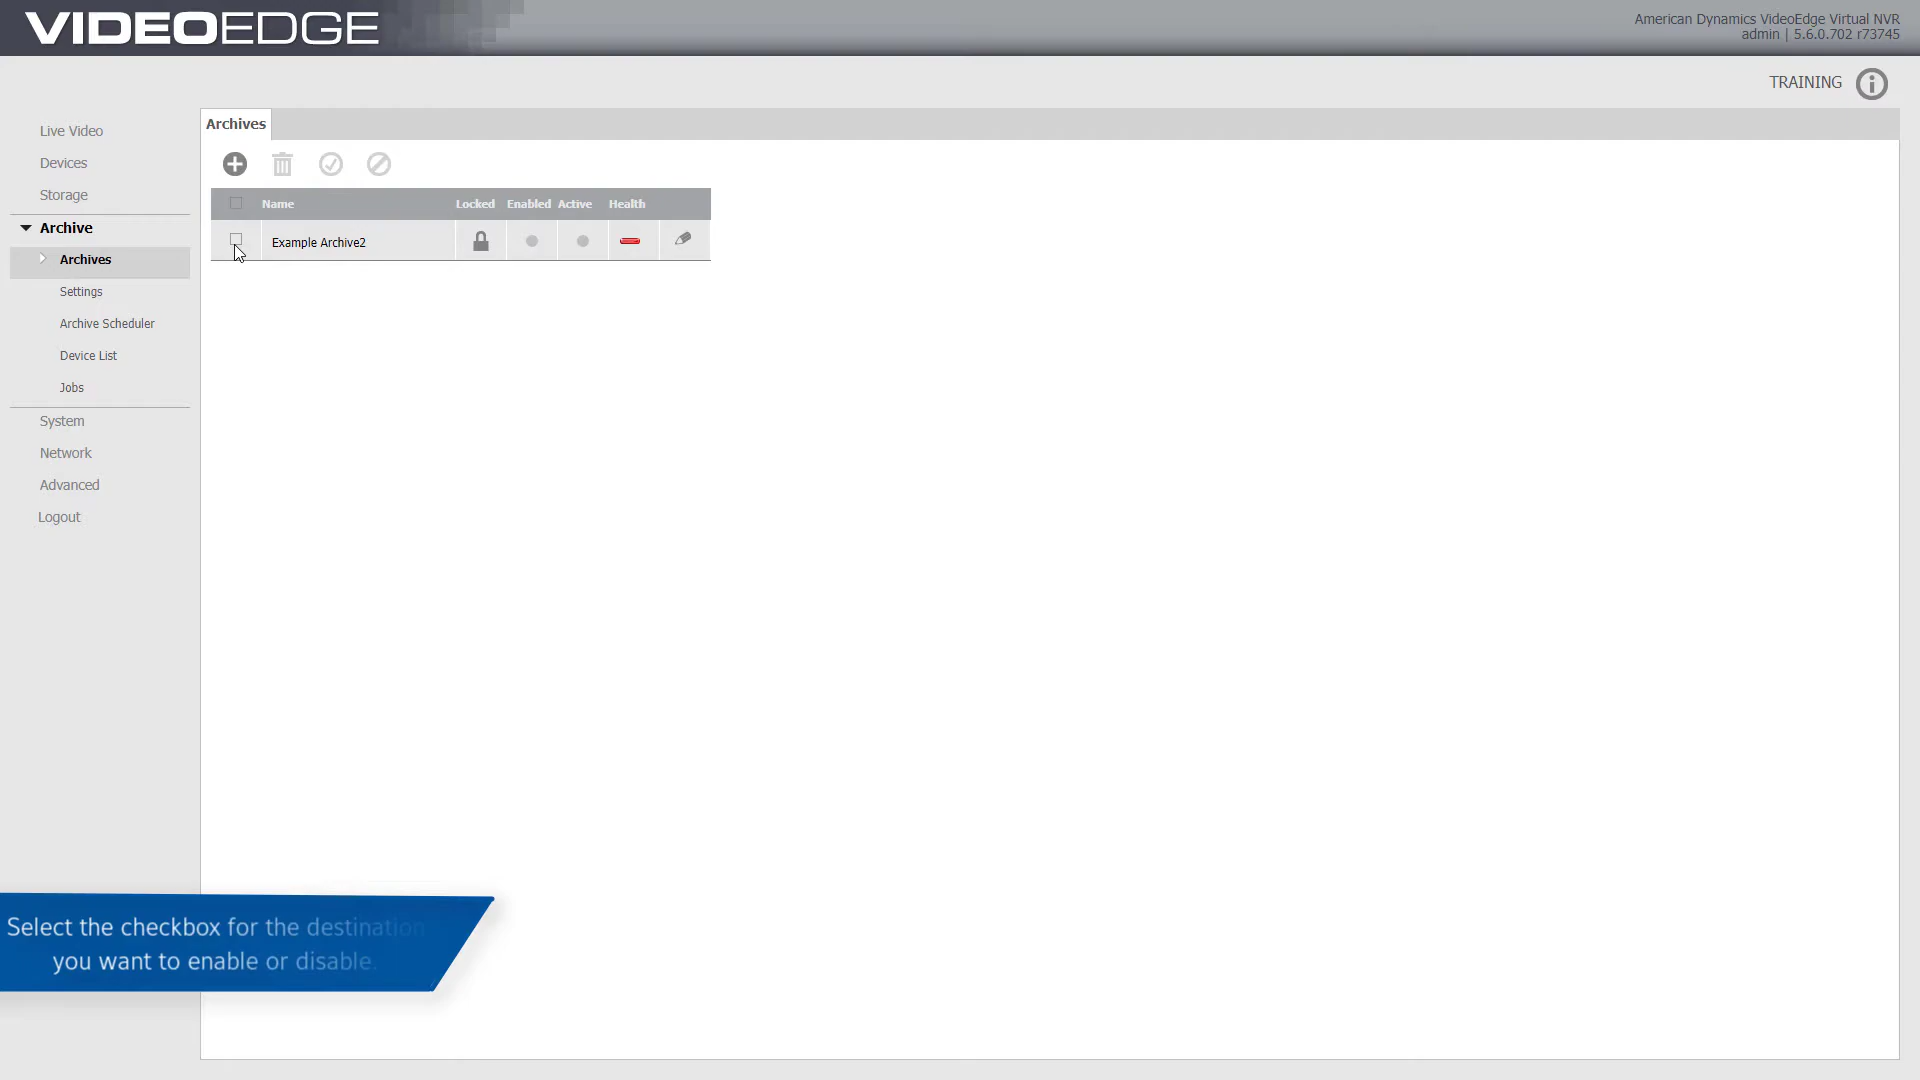 VIDEOEDGE
American Dynamics VideoEdge Virtual NVR
admin | 5.6.0.702 r73745
TRAINING
Live Video
Devices
Storage
Archive
Archives
Settings
Archive Scheduler
Device List
Jobs
System
Network
Advanced
Logout
Archives
Name Locked Enabled Active Health
Example Archive2
Select the checkbox for the destination
you want to enable or disable.